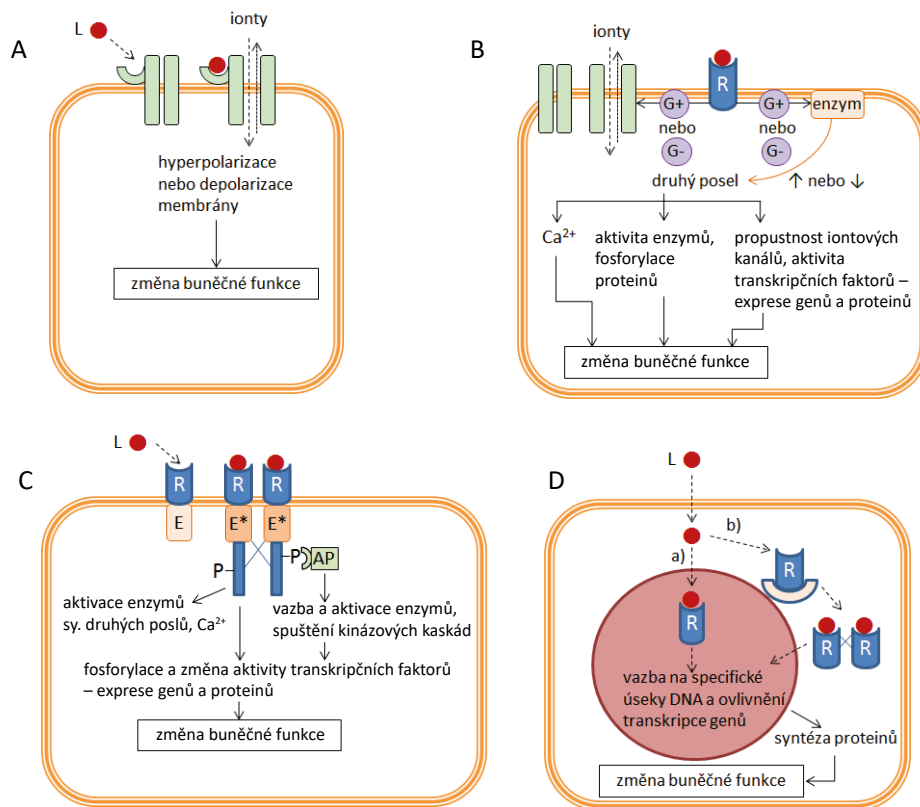 A
L
ionty
hyperpolarizace
nebo depolarizace
membrány
změna buněčné funkce
B
ionty
R
G+
G+
enzym
nebo
nebo
G-
G-
druhý posel
↑ nebo ↓
Ca²⁺
aktivita enzymů,
fosforylace
proteinů
propustnost iontových
kanálů, aktivita
transkripčních faktorů –
exprese genů a proteinů
změna buněčné funkce
C
L
R
R
R
E
E*
E*
P
P
AP
aktivace enzymů
sy. druhých poslů, Ca²⁺
vazba a aktivace enzymů,
spuštění kinázových kaskád
fosforylace a změna aktivity transkripčních faktorů
– exprese genů a proteinů
změna buněčné funkce
D
L
b)
a)
R
R
R
R
vazba na specifické
úseky DNA a ovlivnění
transkripce genů
syntéza proteinů
změna buněčné funkce